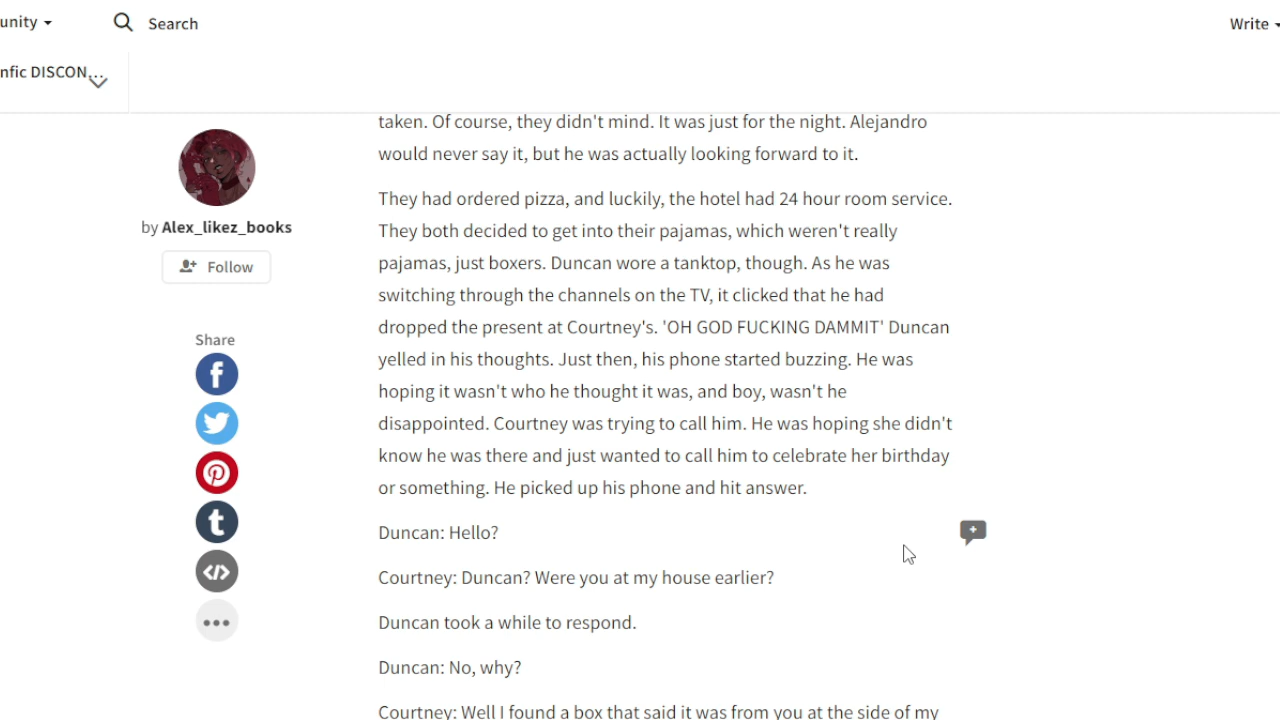 unity
Search
Write
nfic DISCON...
taken. Of course, they didn't mind. It was just for the night. Alejandro
would never say it, but he was actually looking forward to it.
by Alex_likez_books
Follow
They had ordered pizza, and luckily, the hotel had 24 hour room service.
They both decided to get into their pajamas, which weren't really
pajamas, just boxers. Duncan wore a tanktop, though. As he was
switching through the channels on the TV, it clicked that he had
dropped the present at Courtney's. 'OH GOD FUCKING DAMMIT' Duncan
yelled in his thoughts. Just then, his phone started buzzing. He was
hoping it wasn't who he thought it was, and boy, wasn't he
disappointed. Courtney was trying to call him. He was hoping she didn't
know he was there and just wanted to call him to celebrate her birthday
or something. He picked up his phone and hit answer.
Share
Duncan: Hello?
Courtney: Duncan? Were you at my house earlier?
Duncan took a while to respond.
Duncan: No, why?
Courtney: Well I found a box that said it was from you at the side of my